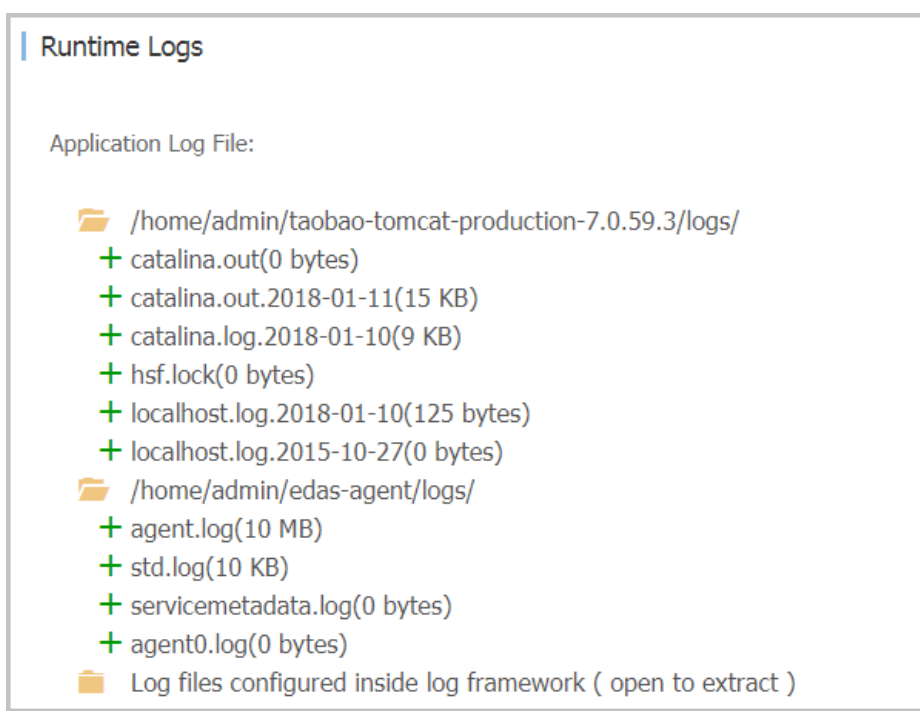 Runtime Logs
Application Log File:
/home/admin/taobao-tomcat-production-7.0.59.3/logs/
catalina.out(0 bytes)
catalina.out.2018-01-11(15 KB)
catalina.log.2018-01-10(9 KB)
hsf.lock(0 bytes)
localhost.log.2018-01-10(125 bytes)
localhost.log.2015-10-27(0 bytes)
/home/admin/edas-agent/logs/
agent.log(10 MB)
std.log(10 KB)
servicemetadata.log(0 bytes)
agent0.log(0 bytes)
Log files configured inside log framework ( open to extract )